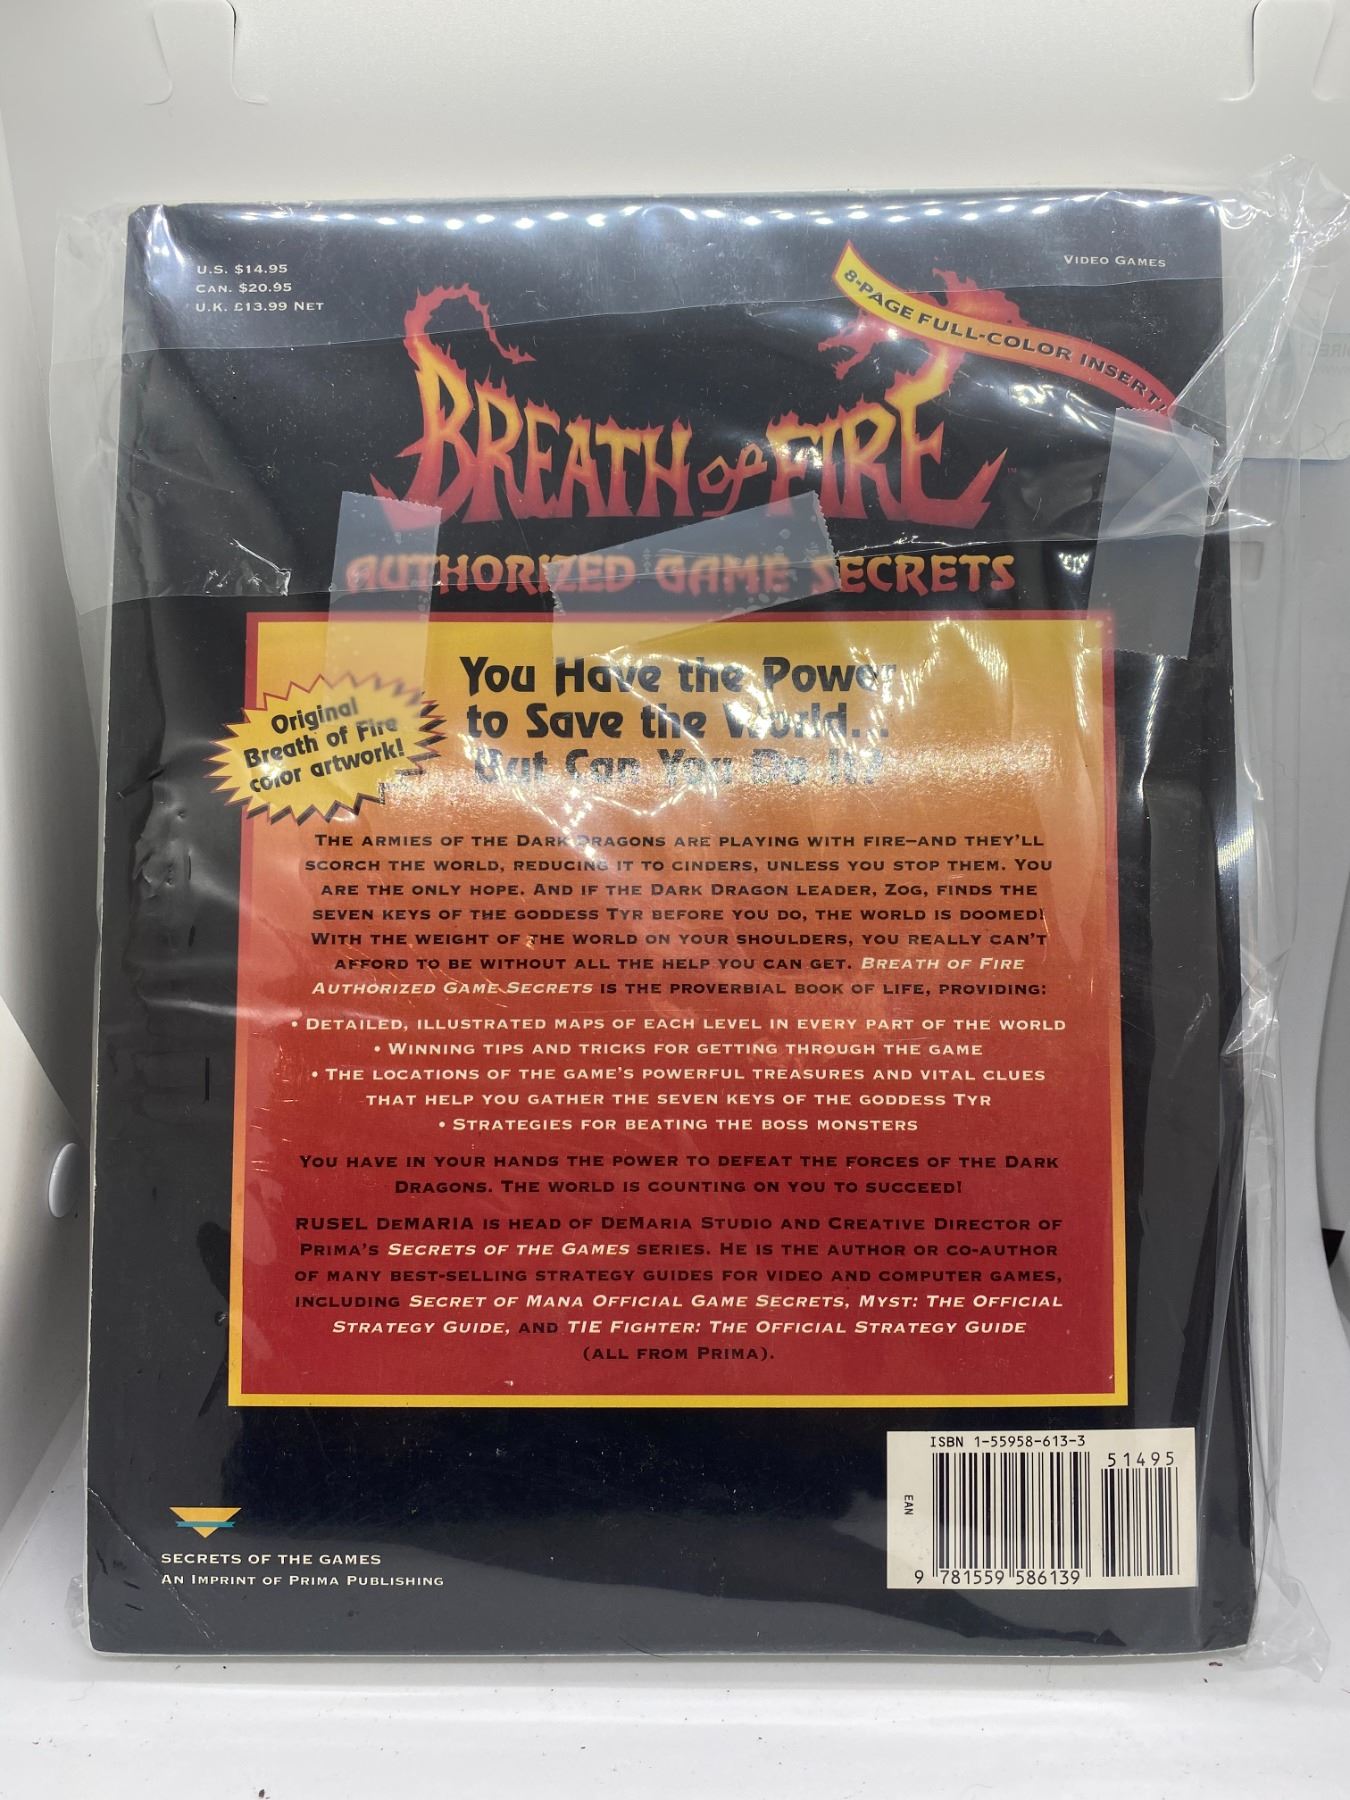 U.S. $14.95
CAN. $20.95
U.K. £13.99 NET
VIDEO GAMES
8-PAGE FULL-COLOR INSERT!
BREATH OF FIRE™
AUTHORIZED GAME SECRETS
Original
Breath of Fire
color artwork!
You Have the Power
to Save the World...
But Can You Do It?
THE ARMIES OF THE DARK DRAGONS ARE PLAYING WITH FIRE—AND THEY'LL
SCORCH THE WORLD, REDUCING IT TO CINDERS, UNLESS YOU STOP THEM. YOU
ARE THE ONLY HOPE. AND IF THE DARK DRAGON LEADER, ZOG, FINDS THE
SEVEN KEYS OF THE GODDESS TYR BEFORE YOU DO, THE WORLD IS DOOMED!
WITH THE WEIGHT OF THE WORLD ON YOUR SHOULDERS, YOU REALLY CAN'T
AFFORD TO BE WITHOUT ALL THE HELP YOU CAN GET. BREATH OF FIRE
AUTHORIZED GAME SECRETS IS THE PROVERBIAL BOOK OF LIFE, PROVIDING:
• DETAILED, ILLUSTRATED MAPS OF EACH LEVEL IN EVERY PART OF THE WORLD
• WINNING TIPS AND TRICKS FOR GETTING THROUGH THE GAME
• THE LOCATIONS OF THE GAME'S POWERFUL TREASURES AND VITAL CLUES
THAT HELP YOU GATHER THE SEVEN KEYS OF THE GODDESS TYR
• STRATEGIES FOR BEATING THE BOSS MONSTERS
YOU HAVE IN YOUR HANDS THE POWER TO DEFEAT THE FORCES OF THE DARK
DRAGONS. THE WORLD IS COUNTING ON YOU TO SUCCEED!
RUSEL DEMARIA IS HEAD OF DEMARIA STUDIO AND CREATIVE DIRECTOR OF
PRIMA'S SECRETS OF THE GAMES SERIES. HE IS THE AUTHOR OR CO-AUTHOR
OF MANY BEST-SELLING STRATEGY GUIDES FOR VIDEO AND COMPUTER GAMES,
INCLUDING SECRET OF MANA OFFICIAL GAME SECRETS, MYST: THE OFFICIAL
STRATEGY GUIDE, AND TIE FIGHTER: THE OFFICIAL STRATEGY GUIDE
(ALL FROM PRIMA).
ISBN 1-55958-613-3
51495
EAN
9 781559 586139
SECRETS OF THE GAMES
AN IMPRINT OF PRIMA PUBLISHING